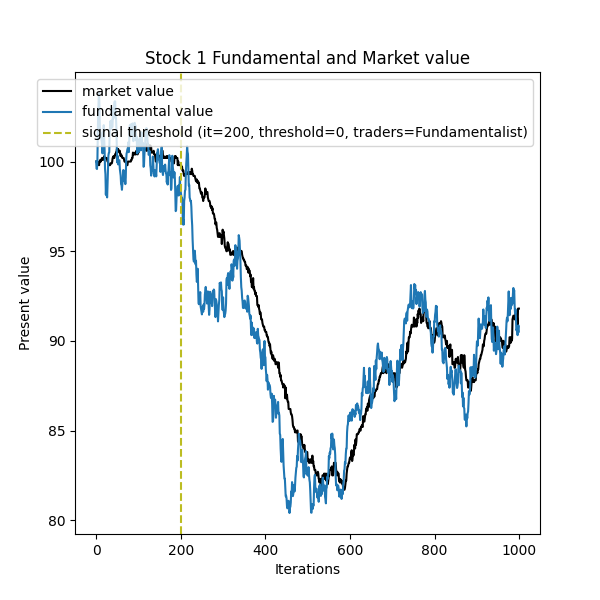 Stock 1 Fundamental and Market value
market value
fundamental value
signal threshold (it=200, threshold=0, traders=Fundamentalist)
100
95
90
85
80
Present value
0 200 400 600 800 1000
Iterations